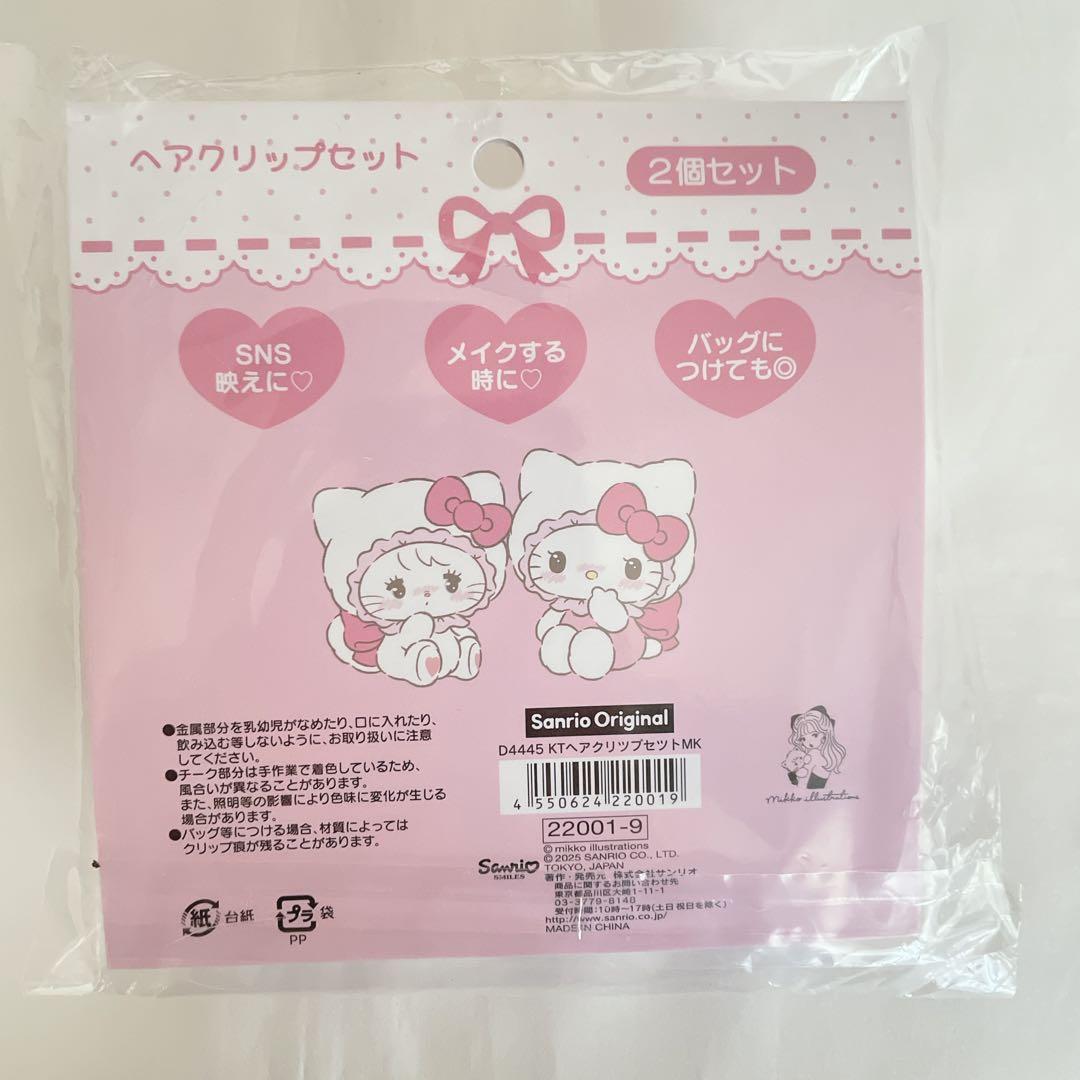 ヘアクリップセット
2個セット
SNS
映えに♡
メイクする
時に♡
バッグに
つけても◎
●金属部分を乳幼児がなめたり、口に入れたり、
飲み込む等しないように、お取り扱いに注意
してください。
●チーク部分は手作業で着色しているため、
風合いが異なることがあります。
また、照明等の影響により色味に変化が生じる
場合があります。
●バッグ等につける場合、材質によっては
クリップ痕が残ることがあります。
紙 台紙
プラ 袋
PP
Sanrio Original
D4445 KTヘアクリツプセットMK
4 550624 220019
22001-9
© mikko illustrations
© 2025 SANRIO CO., LTD.
TOKYO, JAPAN
Sanrio
SMILES
著作・発売元 株式会社サンリオ
商品に関するお問い合わせ先
東京都品川区大崎1-11-1
03-3779-8148
受付時間:10時〜17時(土日祝日を除く)
http://www.sanrio.co.jp/
MADE IN CHINA
mikko illustrations